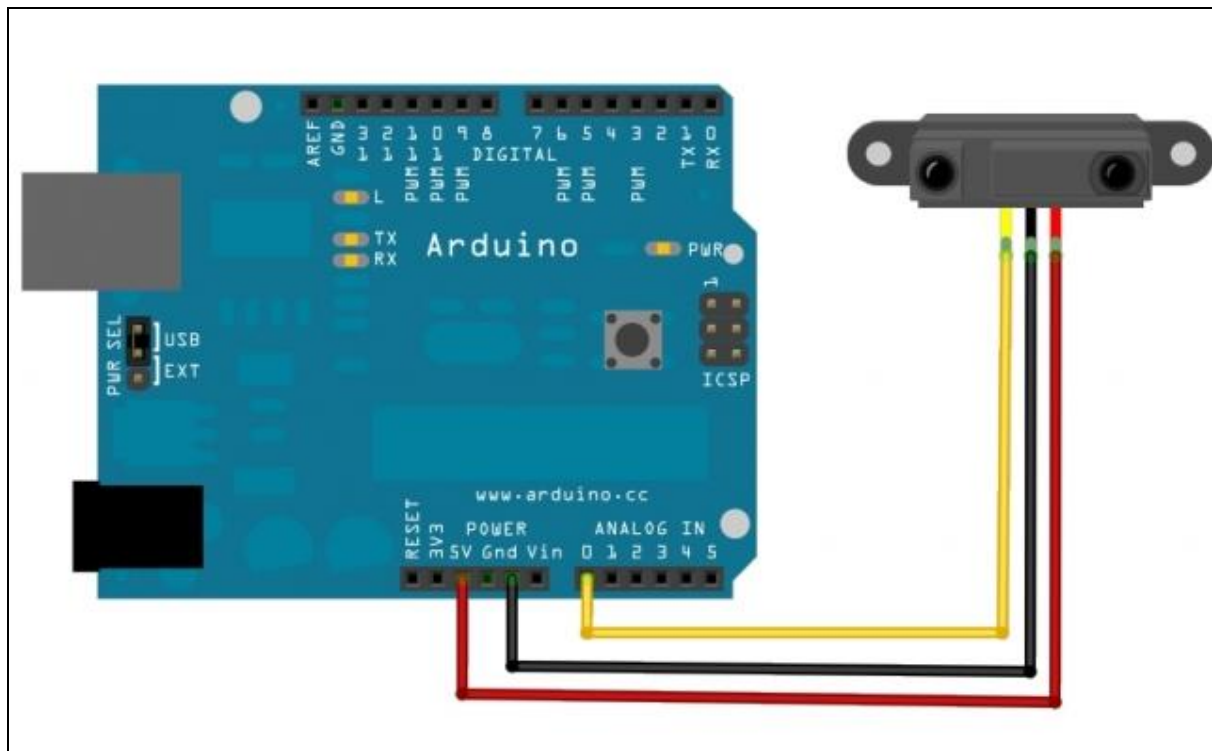 AREF
GND
13
12
PWM 11
PWM 10
PWM 9
8
7
PWM 6
PWM 5
4
PWM 3
2
TX 1
RX 0
DIGITAL
L
TX
RX
Arduino
PWR
1
ICSP
PWR SEL
USB
EXT
www.arduino.cc
POWER
ANALOG IN
RESET
3V3
5V Gnd Vin
0 1 2 3 4 5